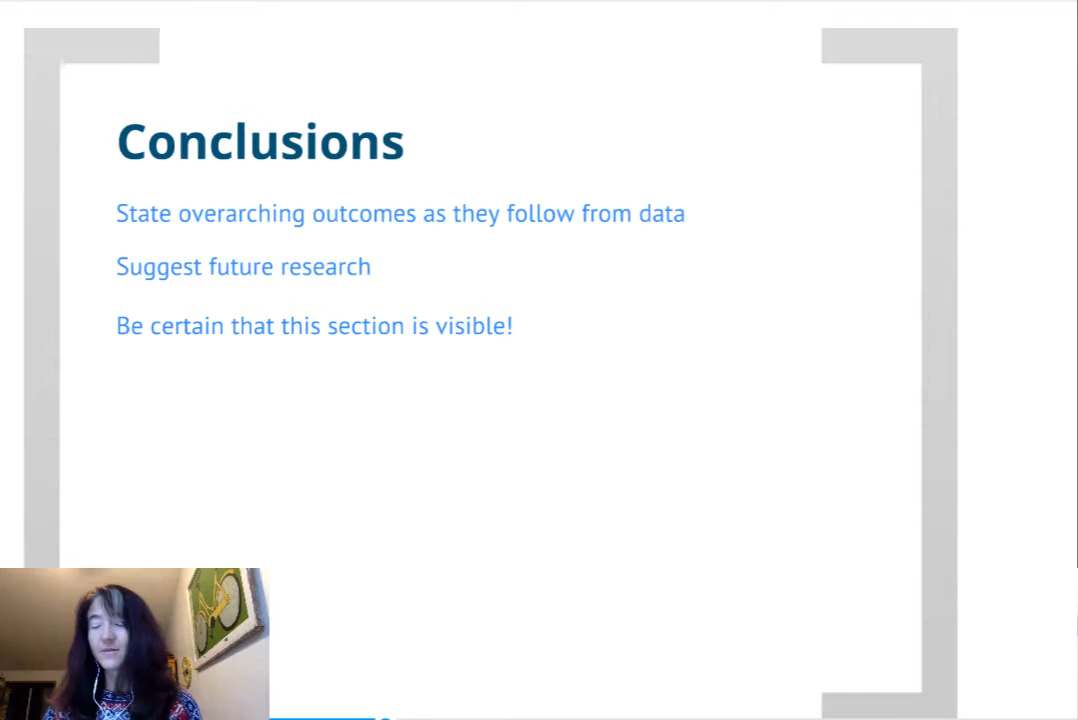 Conclusions
State overarching outcomes as they follow from data
Suggest future research
Be certain that this section is visible!